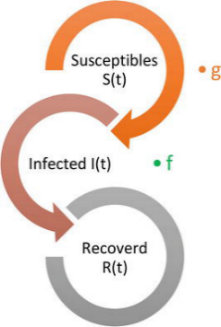 Susceptibles
S(t)
• g
Infected I(t)
• f
Recoverd
R(t)